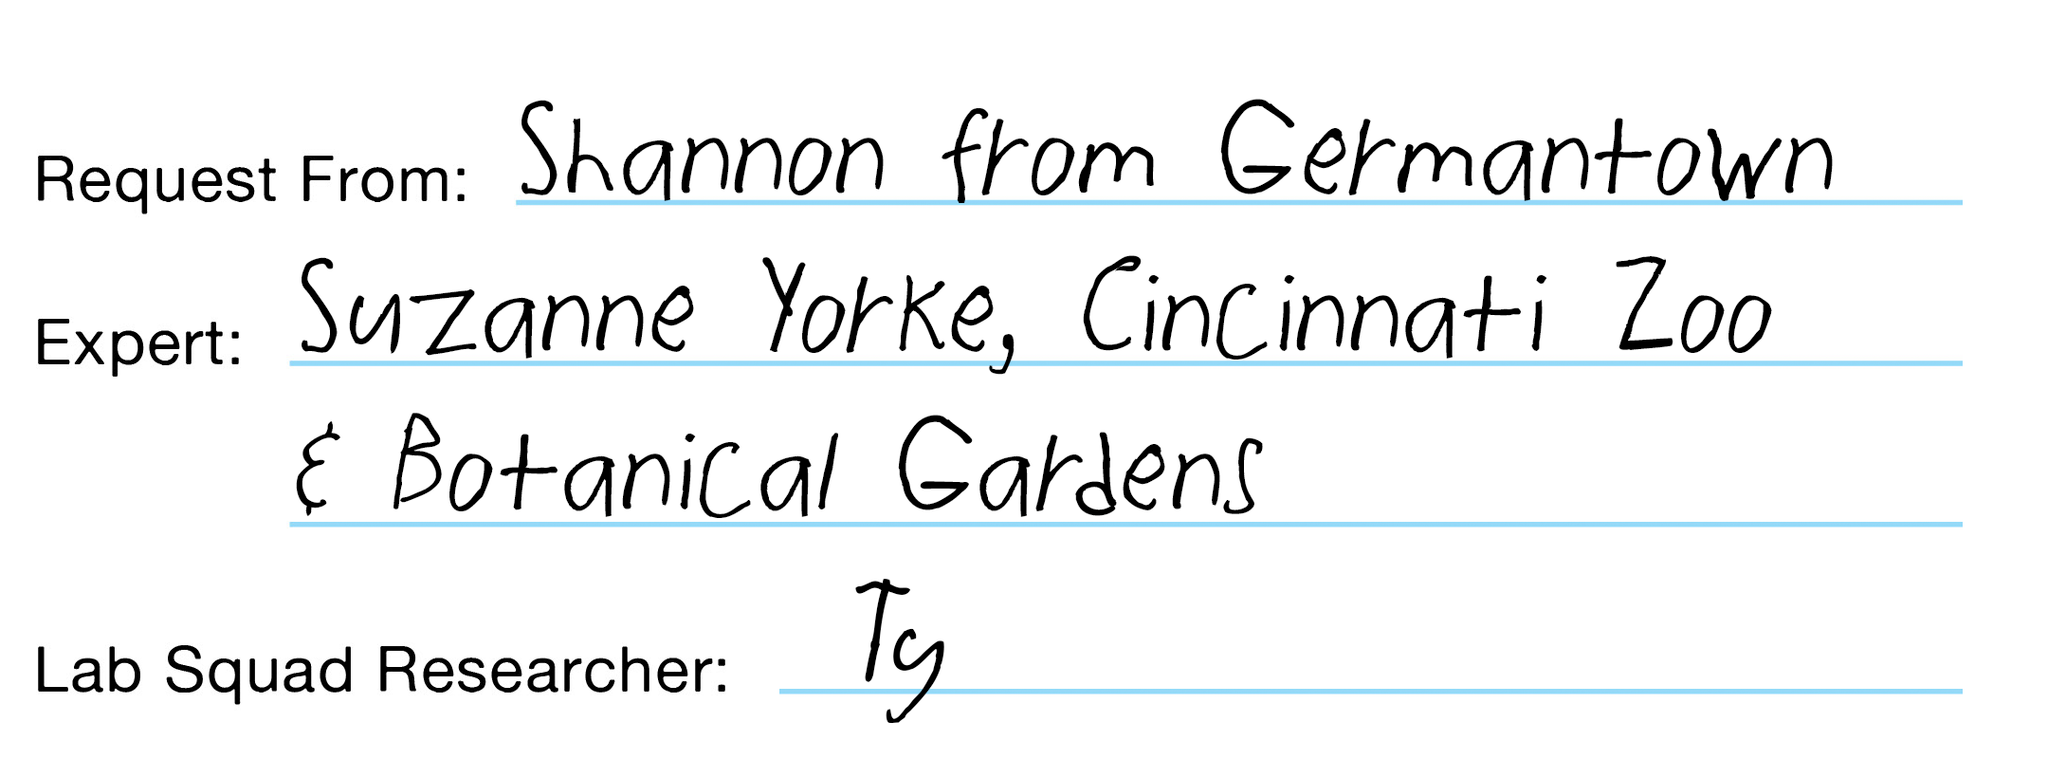 Request From: Shannon from Germantown
Expert: Suzanne Yorke, Cincinnati Zoo
& Botanical Gardens
Lab Squad Researcher: Ty